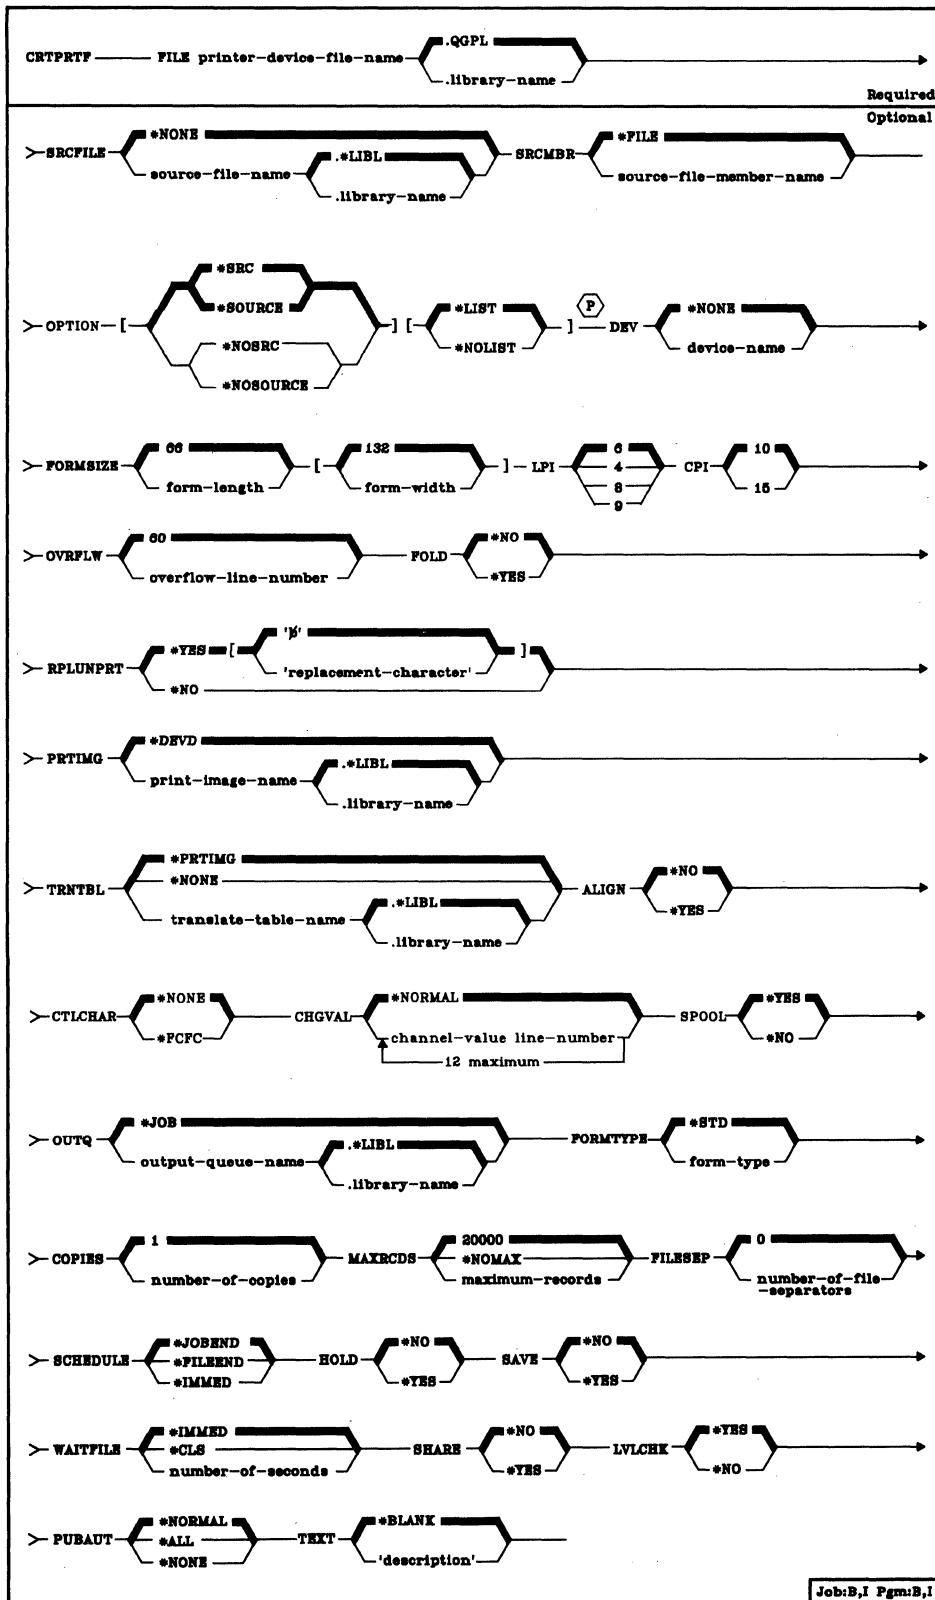 .QGPL
CRTPRTF FILE printer-device-file-name
.library-name
Required
Optional
*NONE *FILE
.*LIBL
SRCFILE SRCMBR
source-file-name source-file-member-name
.library-name
*SRC
*SOURCE *LIST P *NONE
OPTION [ ] [ ] DEV
*NOSRC *NOLIST device-name
*NOSOURCE
66 132 6 10
FORMSIZE [ ] LPI 4 CPI
form-length form-width 8 15
9
60 *NO
OVRFLW FOLD
overflow-line-number *YES
'b̸'
*YES [ ]
RPLUNPRT 'replacement-character'
*NO
*DEVD
PRTIMG .*LIBL
print-image-name
.library-name
*PRTIMG
*NONE *NO
TRNTBL ALIGN
.*LIBL *YES
translate-table-name
.library-name
*NONE *NORMAL *YES
CTLCHAR CHGVAL SPOOL
*FCFC channel-value line-number *NO
12 maximum
*JOB *STD
OUTQ .*LIBL FORMTYPE
output-queue-name form-type
.library-name
1 20000 0
COPIES MAXRCDS *NOMAX FILESEP
number-of-copies maximum-records number-of-file
-separators
*JOBEND *NO *NO
SCHEDULE *FILEEND HOLD SAVE
*IMMED *YES *YES
*IMMED *NO *YES
WAITFILE *CLS SHARE LVLCHK
number-of-seconds *YES *NO
*NORMAL *BLANK
PUBAUT *ALL TEXT
*NONE 'description'
Job:B,I Pgm:B,I